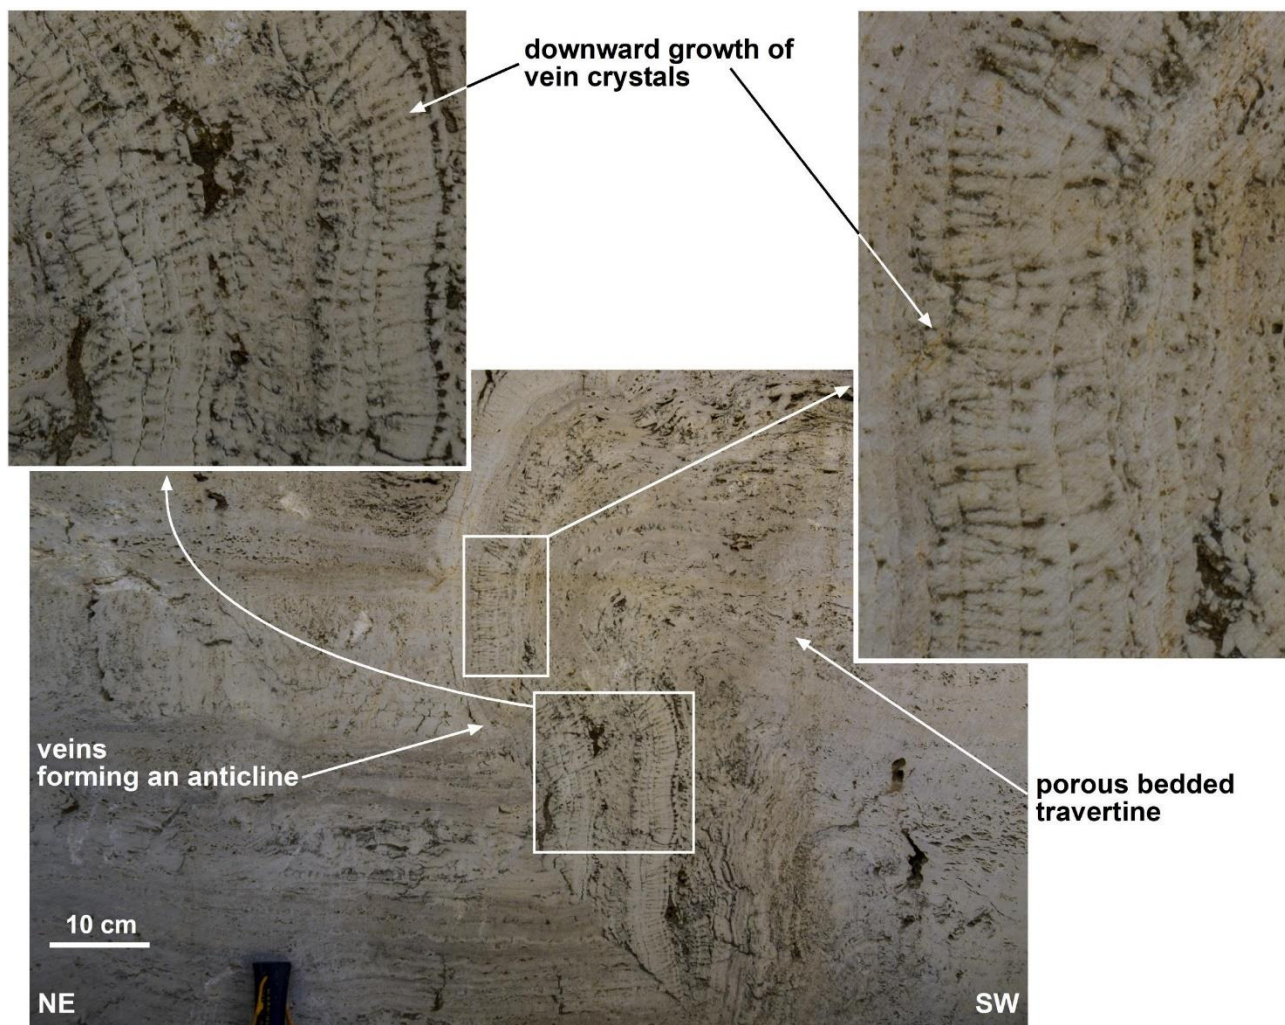 downward growth of
vein crystals
veins
forming an anticline
porous bedded
travertine
10 cm
NE
SW